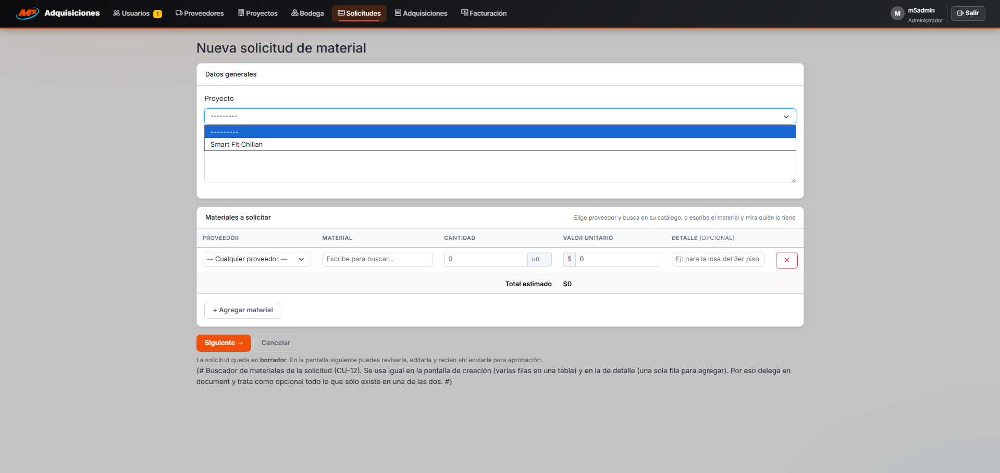 M5 Adquisiciones Usuarios 1 Proveedores Proyectos Bodega Solicitudes Adquisiciones Facturación M m5admin Administrador Salir
Nueva solicitud de material
Datos generales
Proyecto
---------
---------
Smart Fit Chillan
Materiales a solicitar Elige proveedor y busca en su catálogo, o escribe el material y mira quién lo tiene
PROVEEDOR MATERIAL CANTIDAD VALOR UNITARIO DETALLE (OPCIONAL)
— Cualquier proveedor — Escribe para buscar... 0 un $ 0 Ej: para la losa del 3er piso
Total estimado $0
+ Agregar material
Siguiente → Cancelar
La solicitud queda en borrador. En la pantalla siguiente puedes revisarla, editarla y recién ahí enviarla para aprobación.
{# Buscador de materiales de la solicitud (CU-12). Se usa igual en la pantalla de creación (varias filas en una tabla) y en la de detalle (una sola fila para agregar). Por eso delega en
document y trata como opcional todo lo que sólo existe en una de las dos. #}